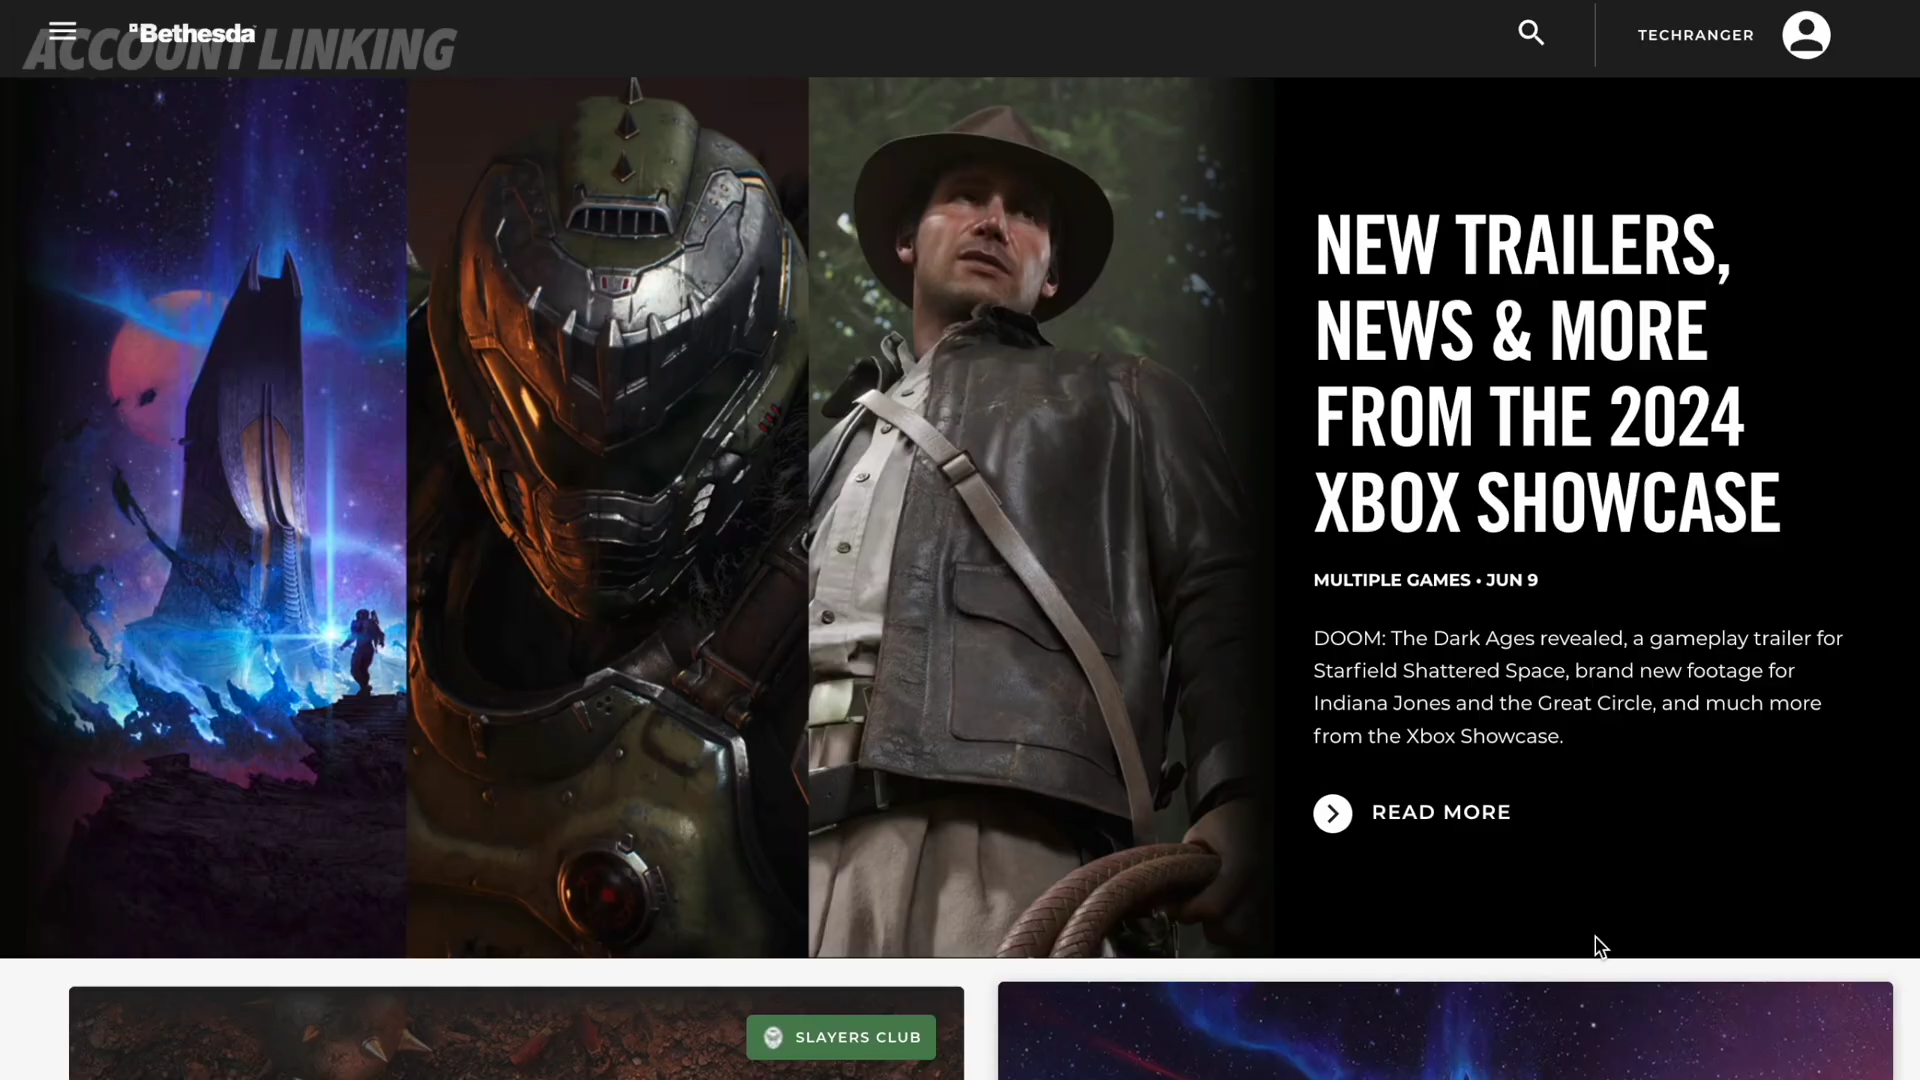 ACCOUNT LINKING
Bethesda
TECHRANGER
NEW TRAILERS,
NEWS & MORE
FROM THE 2024
XBOX SHOWCASE
MULTIPLE GAMES • JUN 9
DOOM: The Dark Ages revealed, a gameplay trailer for
Starfield Shattered Space, brand new footage for
Indiana Jones and the Great Circle, and much more
from the Xbox Showcase.
READ MORE
SLAYERS CLUB